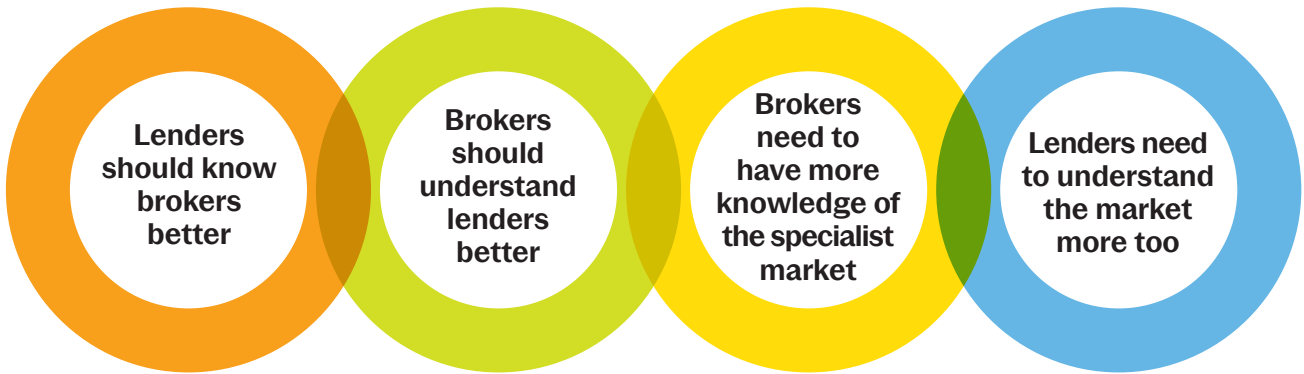 Lenders
should know
brokers
better
Brokers
should
understand
lenders
better
Brokers
need to
have more
knowledge of
the specialist
market
Lenders need
to understand
the market
more too